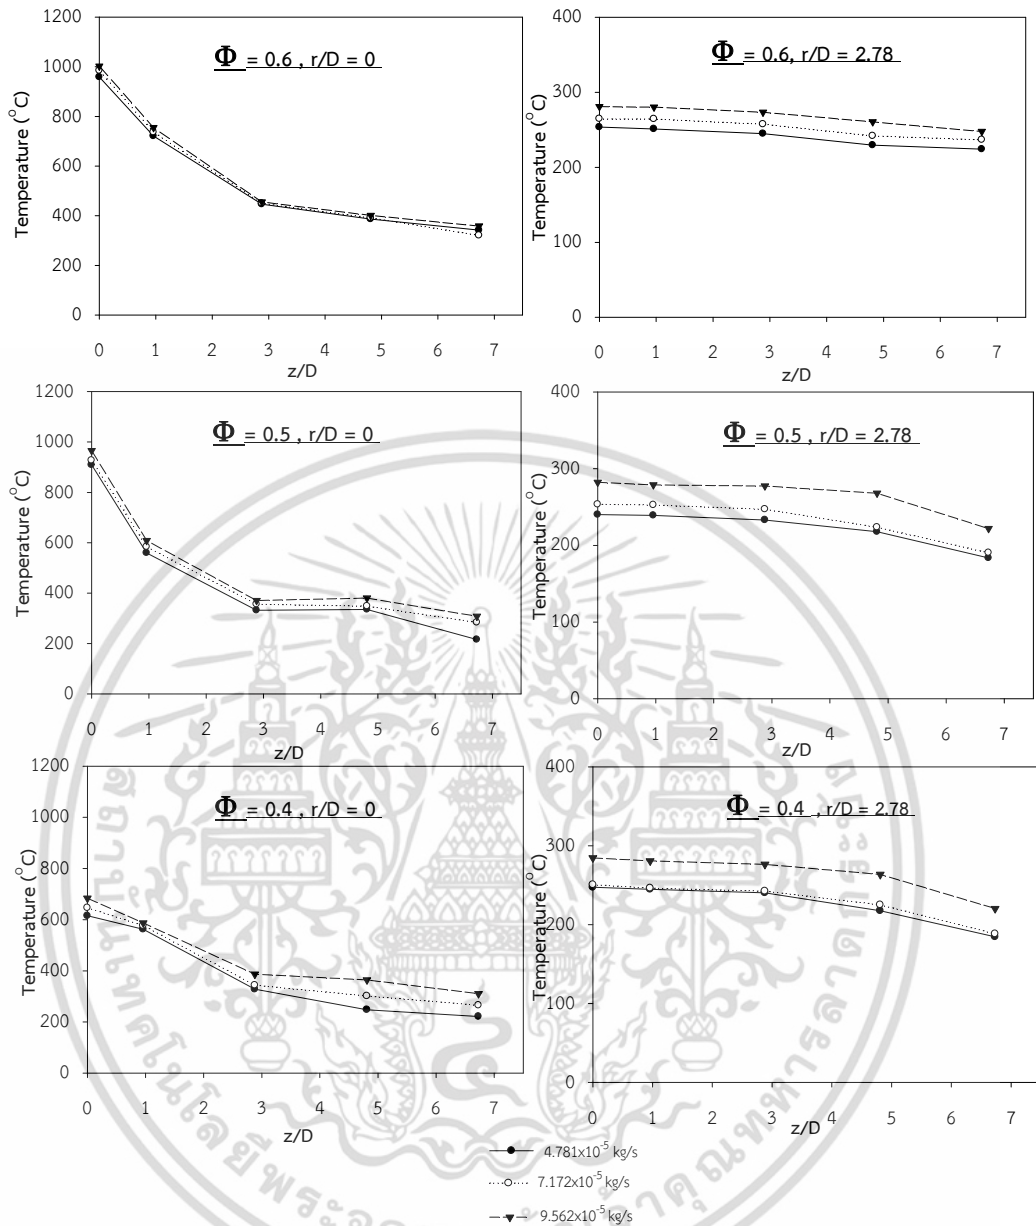 Φ = 0.6 , r/D = 0
Temperature (°C)
1200
1000
800
600
400
200
0
0 1 2 3 4 5 6 7
z/D
Φ = 0.6, r/D = 2.78
Temperature (°C)
400
300
200
100
0
0 1 2 3 4 5 6 7
z/D
Φ = 0.5 , r/D = 0
Temperature (°C)
1200
1000
800
600
400
200
0
0 1 2 3 4 5 6 7
z/D
Φ = 0.5 , r/D = 2.78
Temperature (°C)
400
300
200
100
0
0 1 2 3 4 5 6 7
z/D
Φ = 0.4 , r/D = 0
Temperature (°C)
1200
1000
800
600
400
200
0
0 1 2 3 4 5 6 7
z/D
Φ = 0.4 , r/D = 2.78
Temperature (°C)
400
300
200
100
0
0 1 2 3 4 5 6 7
z/D
4.781x10⁻⁵ kg/s
7.172x10⁻⁵ kg/s
9.562x10⁻⁵ kg/s